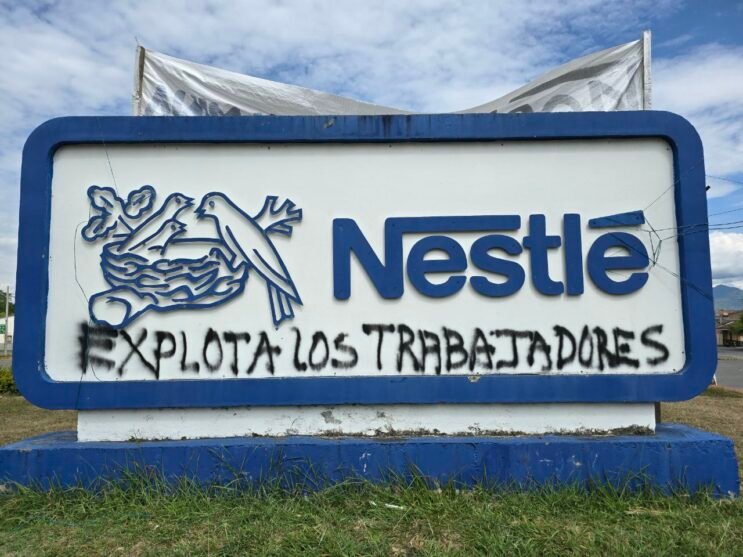 Nestlé
EXPLOTA LOS TRABAJADORES